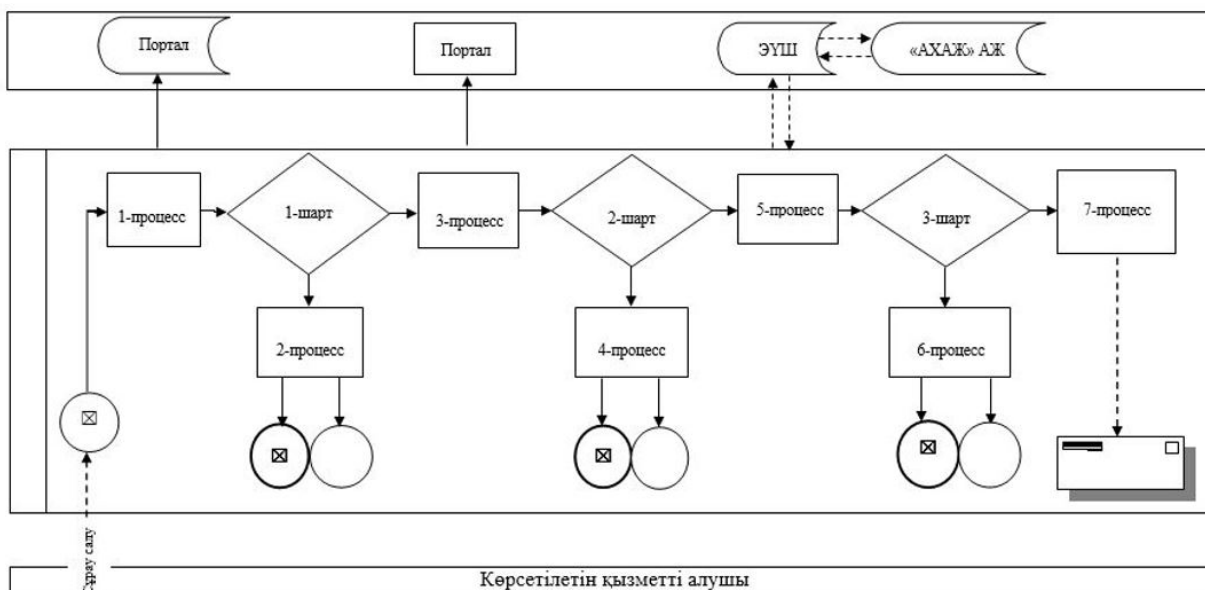 Портал
Портал
ЭҮШ
«АХАЖ» АЖ
1-процесс
1-шарт
3-процесс
2-шарт
5-процесс
3-шарт
7-процесс
2-процесс
4-процесс
6-процесс
Сұрау салу
Көрсетілетін қызметті алушы